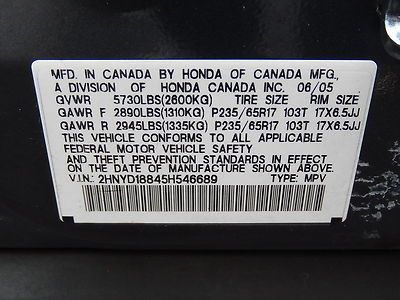 MFD. IN CANADA BY HONDA OF CANADA MFG.,
A DIVISION OF HONDA CANADA INC. 06/05
GVWR 5730LBS(2600KG) TIRE SIZE RIM SIZE
GAWR F 2890LBS(1310KG) P235/65R17 103T 17X6.5JJ
GAWR R 2945LBS(1335KG) P235/65R17 103T 17X6.5JJ
THIS VEHICLE CONFORMS TO ALL APPLICABLE
FEDERAL MOTOR VEHICLE SAFETY
AND THEFT PREVENTION STANDARDS IN EFFECT ON
THE DATE OF MANUFACTURE SHOWN ABOVE.
V.I.N.: 2HNYD18845H546689 TYPE: MPV